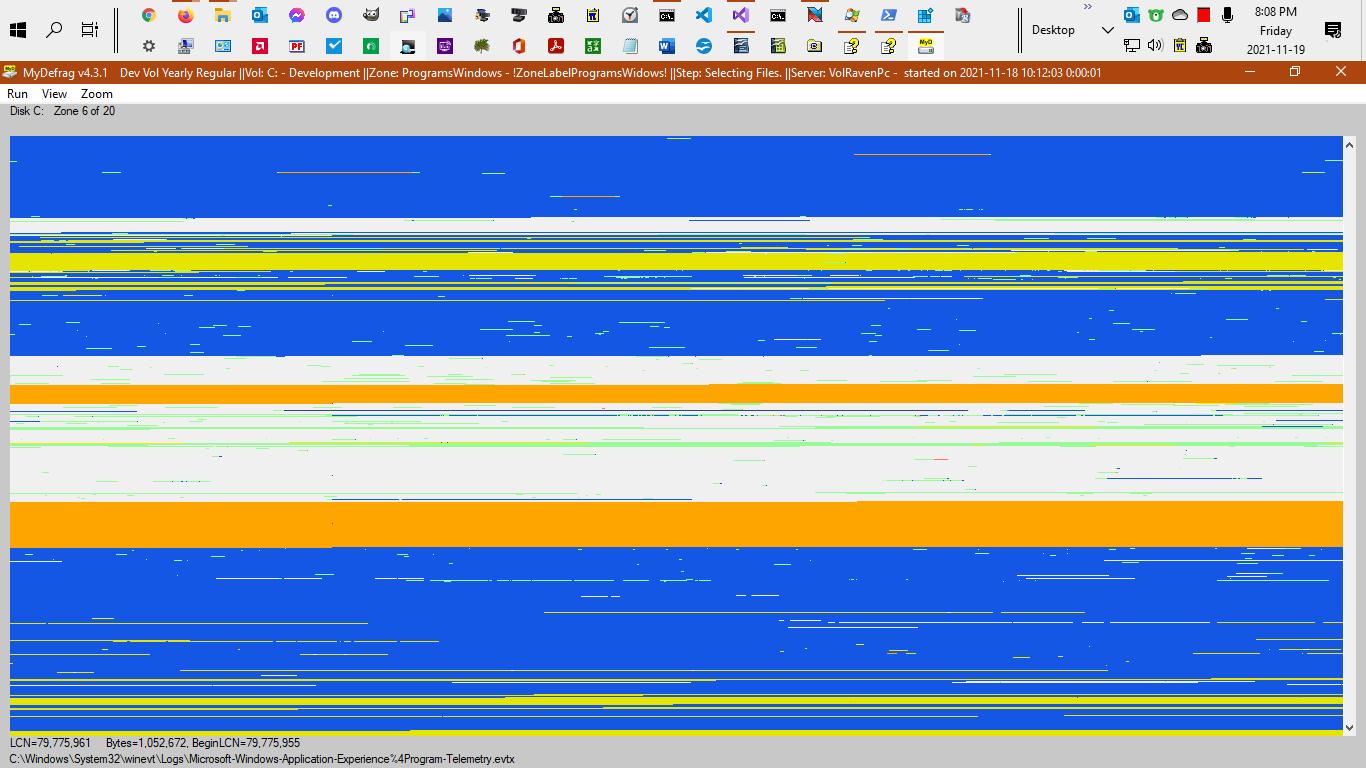 8:08 PM
Desktop
Friday
2021-11-19
MyDefrag v4.3.1 Dev Vol Yearly Regular ||Vol: C: - Development ||Zone: ProgramsWindows - !ZoneLabelProgramsWidows! ||Step: Selecting Files. ||Server: VolRavenPc - started on 2021-11-18 10:12:03 0:00:01
Run View Zoom
Disk C: Zone 6 of 20
LCN=79,775,961 Bytes=1,052,672, BeginLCN=79,775,955
C:\Windows\System32\winevt\Logs\Microsoft-Windows-Application-Experience%4Program-Telemetry.evtx